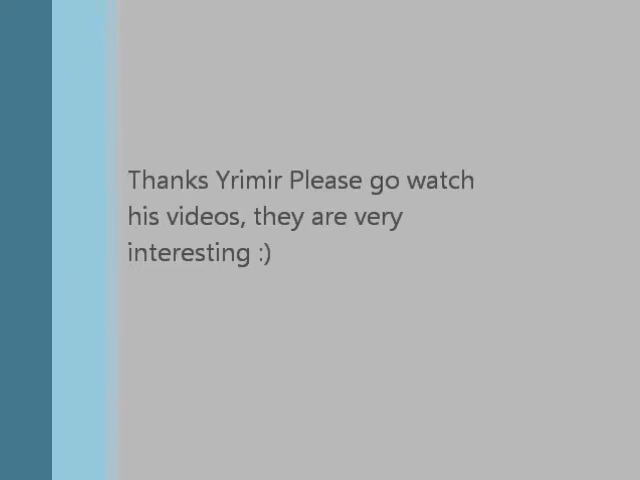 Thanks Yrimir Please go watch
his videos, they are very
interesting :)